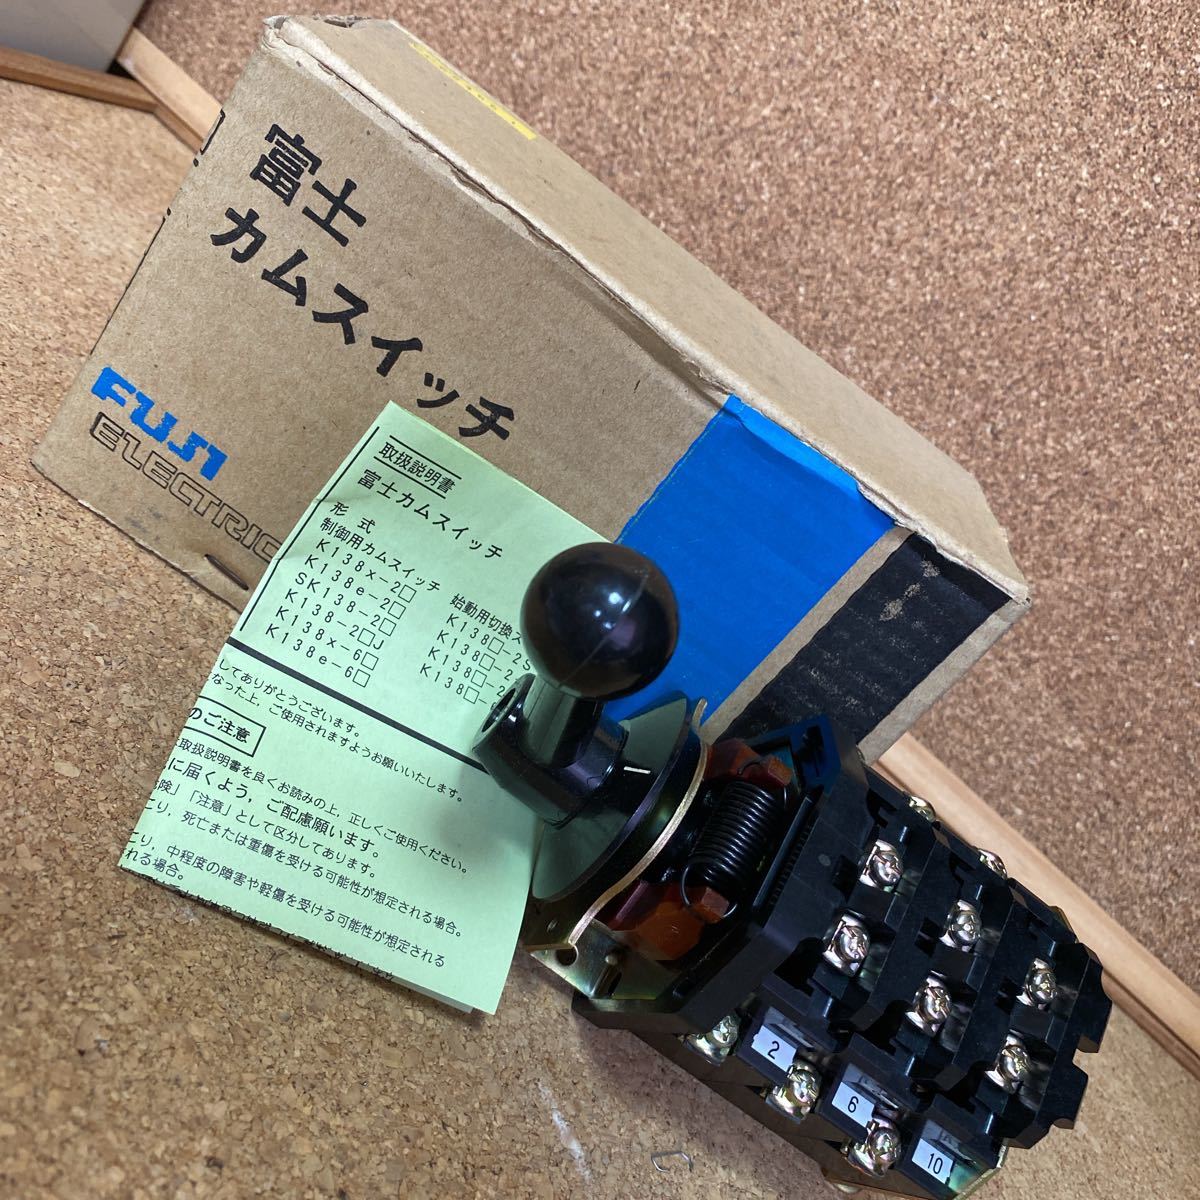 富士
カムスイッチ
FUJI
ELECTRIC
取扱説明書
富士カムスイッチ
形 式
制御用カムスイッチ
K138x-2□
K138e-2□
SK138-2□
K138-2□J
K138x-6□
138e-6□
始動用切換ス
K138□-2S
K138□-2
K138□-2
K138□-
してありがとうございます。
なった上，ご使用されますようお願いいたします。
のご注意
取扱説明書を良くお読みの上，正しくご使用ください。
に届くよう，ご配慮願います。
険」「注意」として区分してあります。
こり，死亡または重傷を受ける可能性が想定される場合。
こり，中程度の障害や軽傷を受ける可能性が想定される
れる場合。
2
6
10